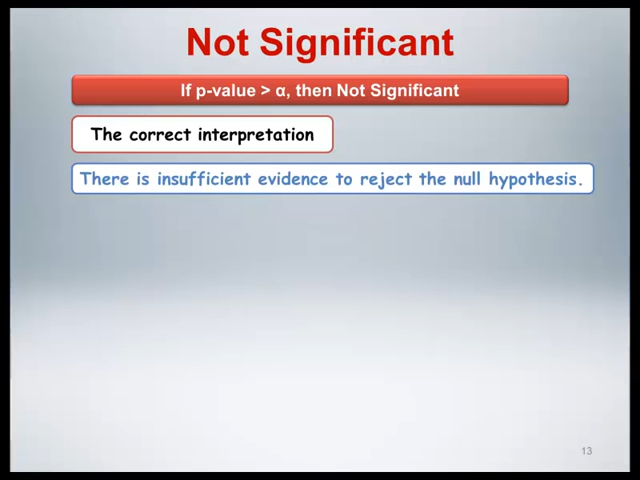 Not Significant
If p-value > α, then Not Significant
The correct interpretation
There is insufficient evidence to reject the null hypothesis.
13